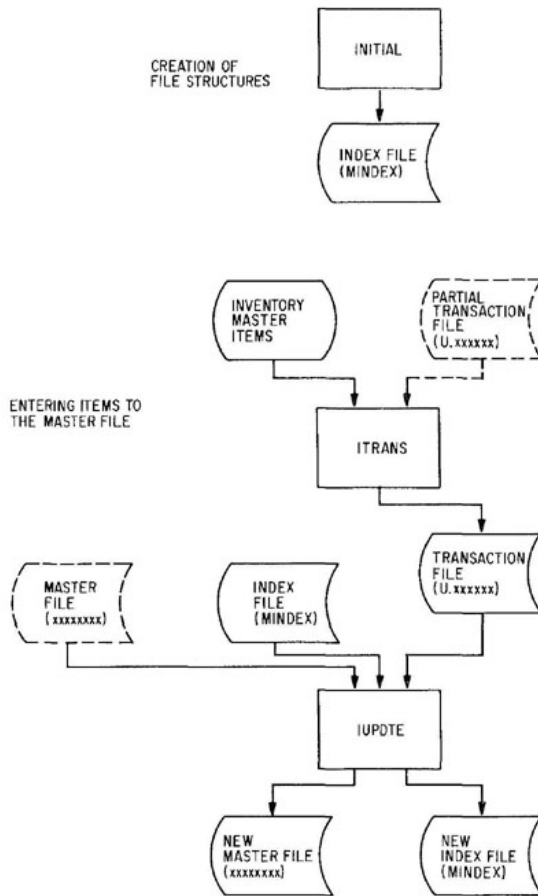 INITIAL
CREATION OF
FILE STRUCTURES
INDEX FILE
(MINDEX)
INVENTORY
MASTER
ITEMS
PARTIAL
TRANSACTION
FILE
(U.xxxxxx)
ENTERING ITEMS TO
THE MASTER FILE
ITRANS
MASTER
FILE
(xxxxxxxx)
INDEX
FILE
(MINDEX)
TRANSACTION
FILE
(U.xxxxxx)
IUPDTE
NEW
MASTER FILE
(xxxxxxxx)
NEW
INDEX FILE
(MINDEX)